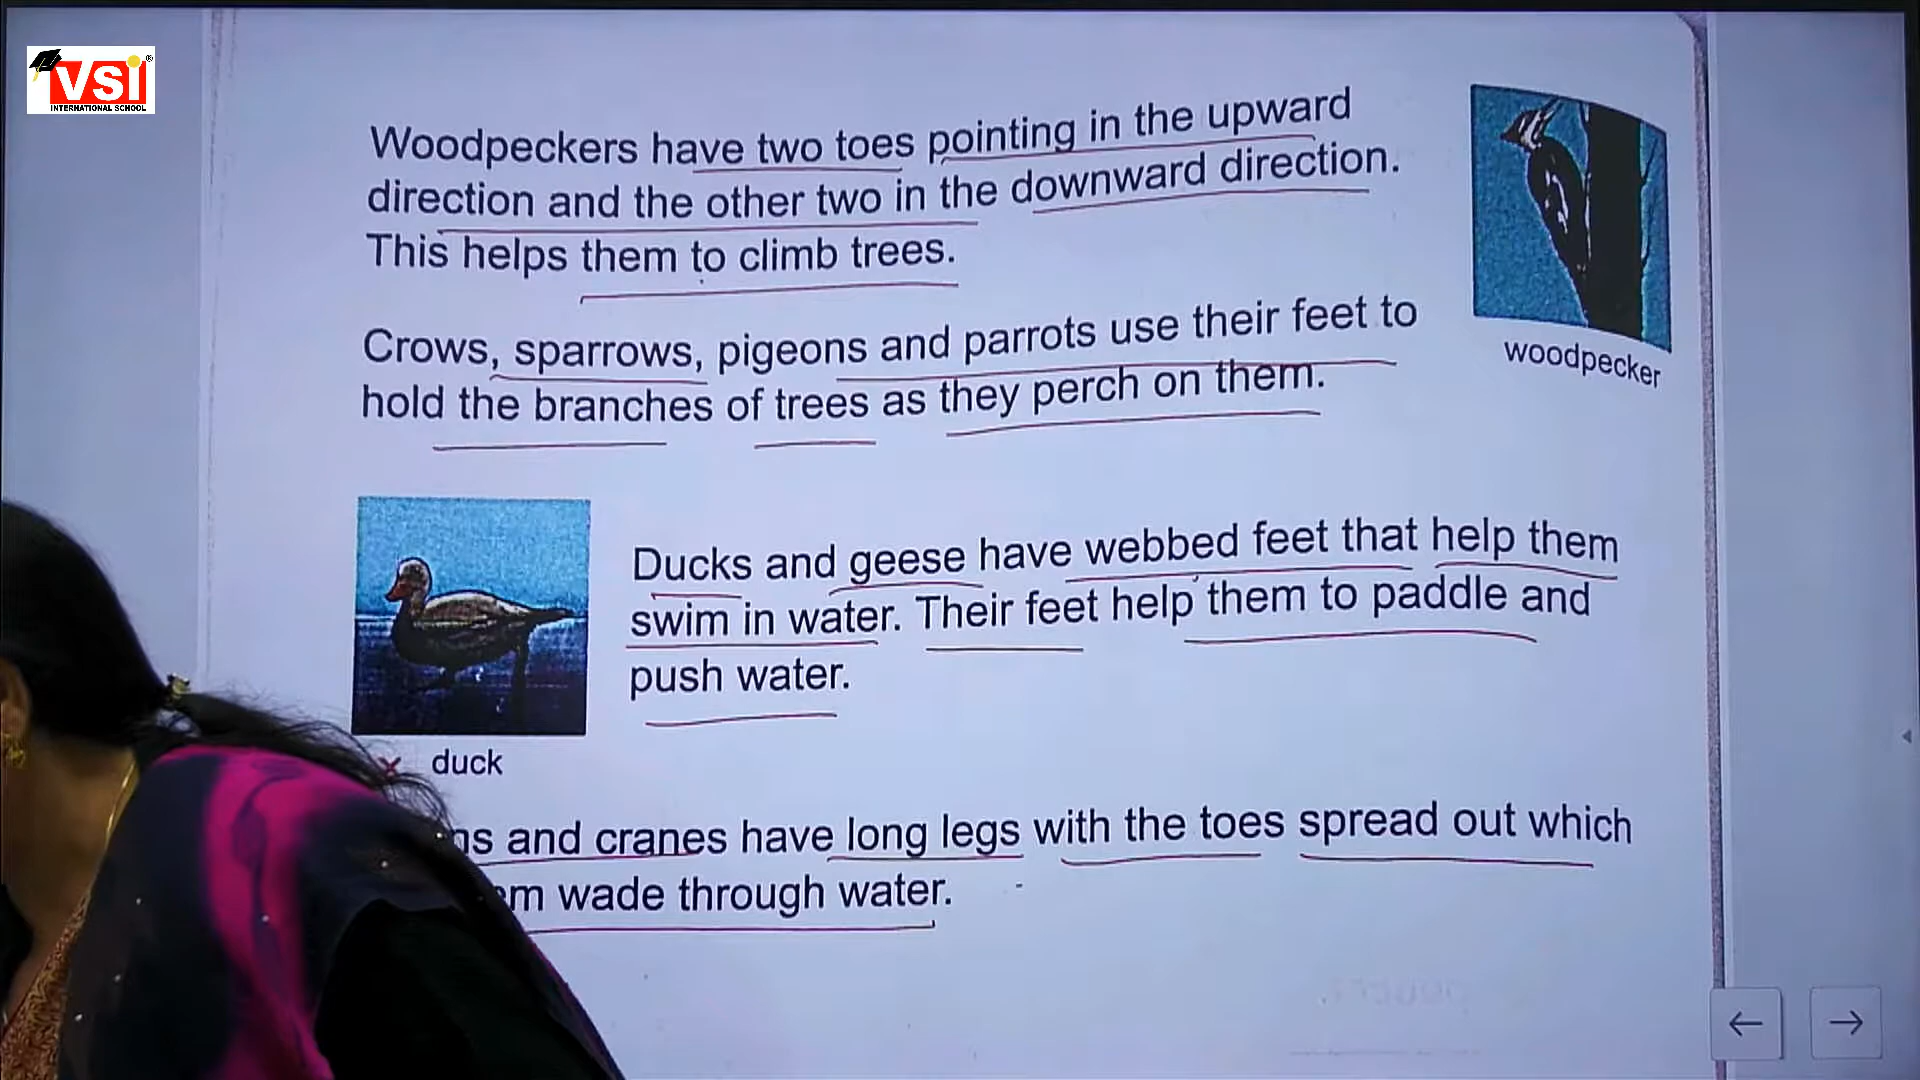 VSI
INTERNATIONAL SCHOOL
Woodpeckers have two toes pointing in the upward
direction and the other two in the downward direction.
This helps them to climb trees.
woodpecker
Crows, sparrows, pigeons and parrots use their feet to
hold the branches of trees as they perch on them.
Ducks and geese have webbed feet that help them
swim in water. Their feet help them to paddle and
push water.
duck
and cranes have long legs with the toes spread out which
wade through water.